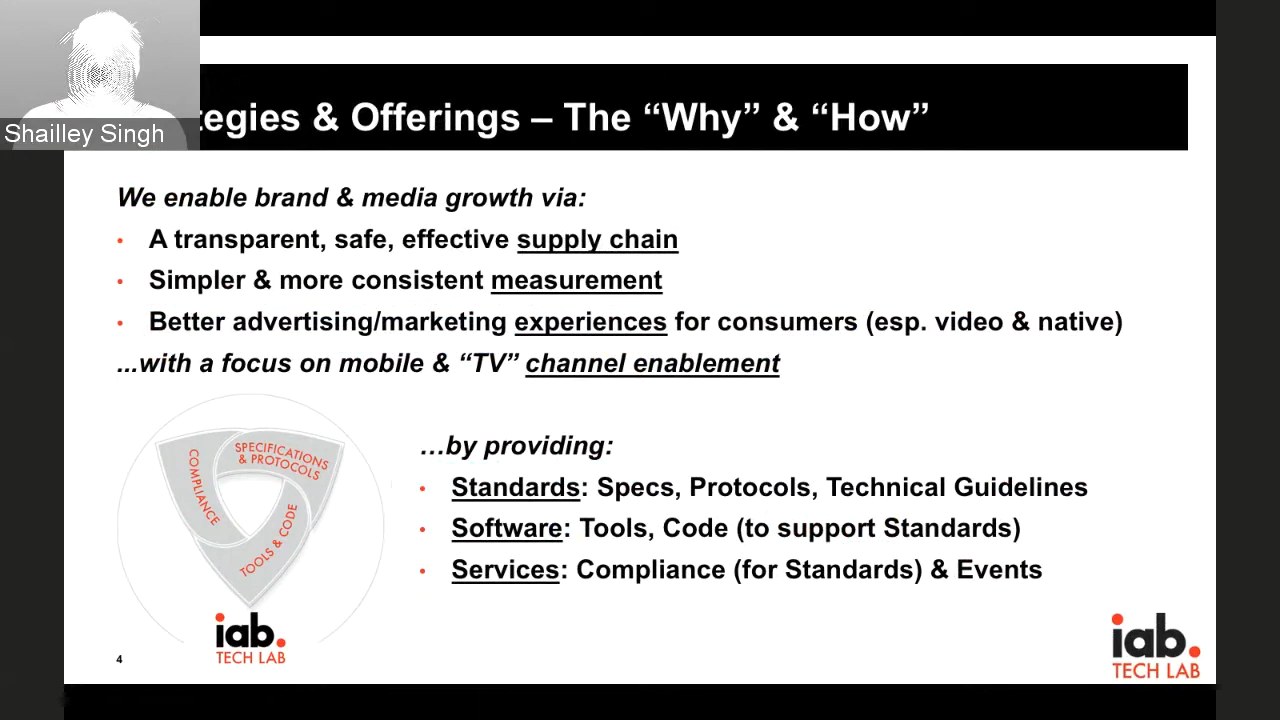 Shailley Singh
tegies & Offerings – The “Why” & “How”
We enable brand & media growth via:
• A transparent, safe, effective supply chain
• Simpler & more consistent measurement
• Better advertising/marketing experiences for consumers (esp. video & native)
...with a focus on mobile & “TV” channel enablement
COMPLIANCE
SPECIFICATIONS
& PROTOCOLS
TOOLS & CODE
iab.
TECH LAB
…by providing:
• Standards: Specs, Protocols, Technical Guidelines
• Software: Tools, Code (to support Standards)
• Services: Compliance (for Standards) & Events
4
iab.
TECH LAB